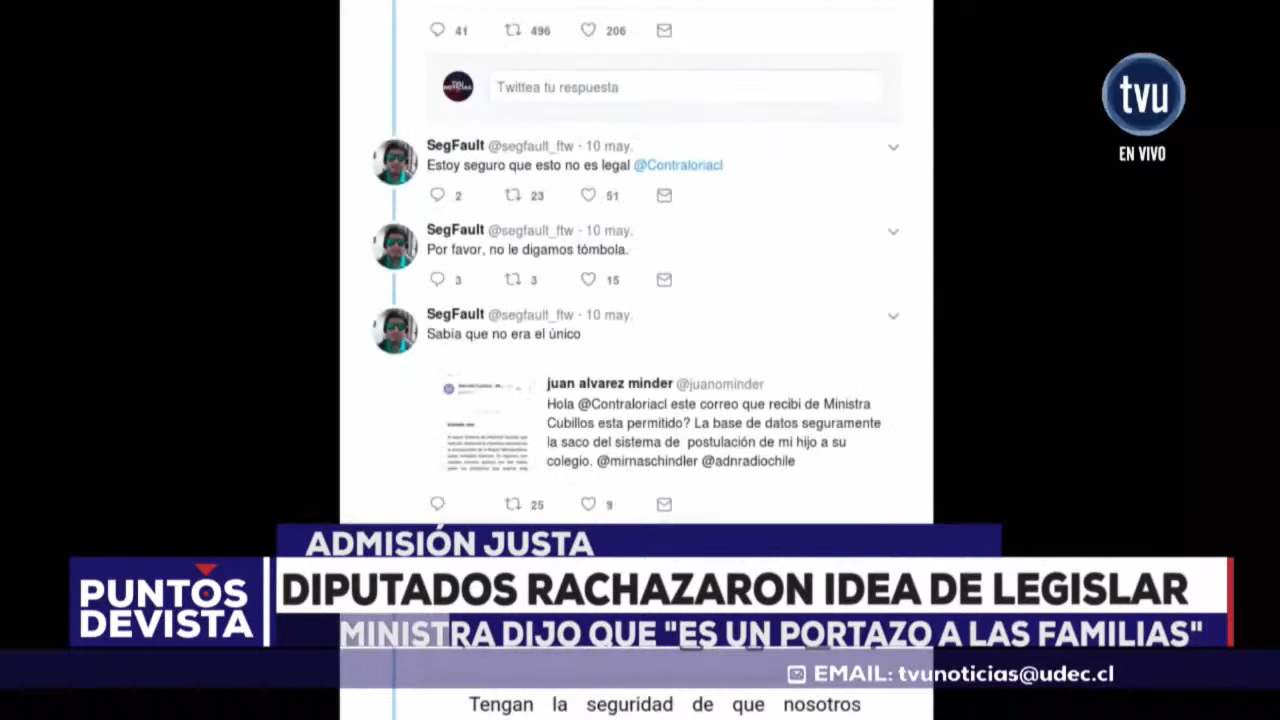 41 496 206
Twittea tu respuesta
tvu
EN VIVO
SegFault @segfault_ftw · 10 may.
Estoy seguro que esto no es legal @Contraloriacl
2 23 51
SegFault @segfault_ftw · 10 may.
Por favor, no le digamos tómbola.
3 3 15
SegFault @segfault_ftw · 10 may.
Sabía que no era el único
juan alvarez minder @juanominder
Hola @Contraloriacl este correo que recibi de Ministra
Cubillos esta permitido? La base de datos seguramente
la saco del sistema de postulación de mi hijo a su
colegio. @mirnaschindler @adnradiochile
25 9
ADMISIÓN JUSTA
PUNTOS
DEVISTA
DIPUTADOS RACHAZARON IDEA DE LEGISLAR
MINISTRA DIJO QUE "ES UN PORTAZO A LAS FAMILIAS"
EMAIL: tvunoticias@udec.cl
Tengan la seguridad de que nosotros